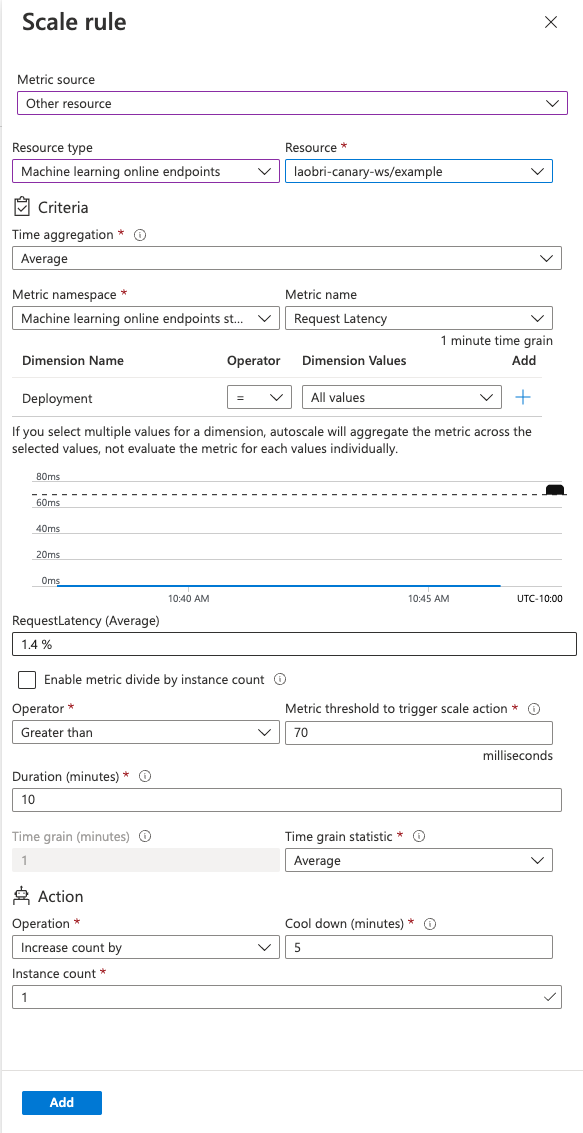 Scale rule
Metric source
Other resource
Resource type
Resource *
Machine learning online endpoints
laobri-canary-ws/example
Criteria
Time aggregation *
Average
Metric namespace *
Metric name
Machine learning online endpoints st...
Request Latency
1 minute time grain
Dimension Name
Operator
Dimension Values
Add
Deployment
=
All values
If you select multiple values for a dimension, autoscale will aggregate the metric across the
selected values, not evaluate the metric for each values individually.
80ms
60ms
40ms
20ms
0ms
10:40 AM
10:45 AM
UTC-10:00
RequestLatency (Average)
1.4 %
Enable metric divide by instance count
Operator *
Metric threshold to trigger scale action *
Greater than
70
milliseconds
Duration (minutes) *
10
Time grain (minutes)
Time grain statistic *
1
Average
Action
Operation *
Cool down (minutes) *
Increase count by
5
Instance count *
1
Add